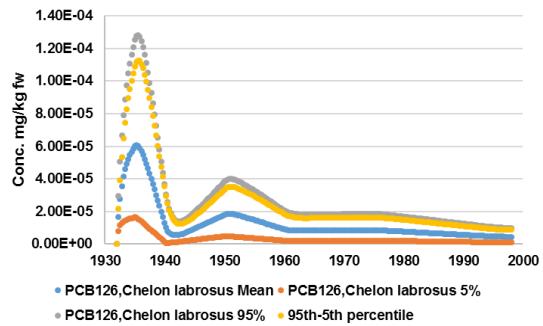 1.40E-04
1.20E-04
1.00E-04
8.00E-05
6.00E-05
4.00E-05
2.00E-05
0.00E+00
Conc. mg/kg fw
1930 1940 1950 1960 1970 1980 1990 2000
PCB126,Chelon labrosus Mean PCB126,Chelon labrosus 5%
PCB126,Chelon labrosus 95% 95th-5th percentile